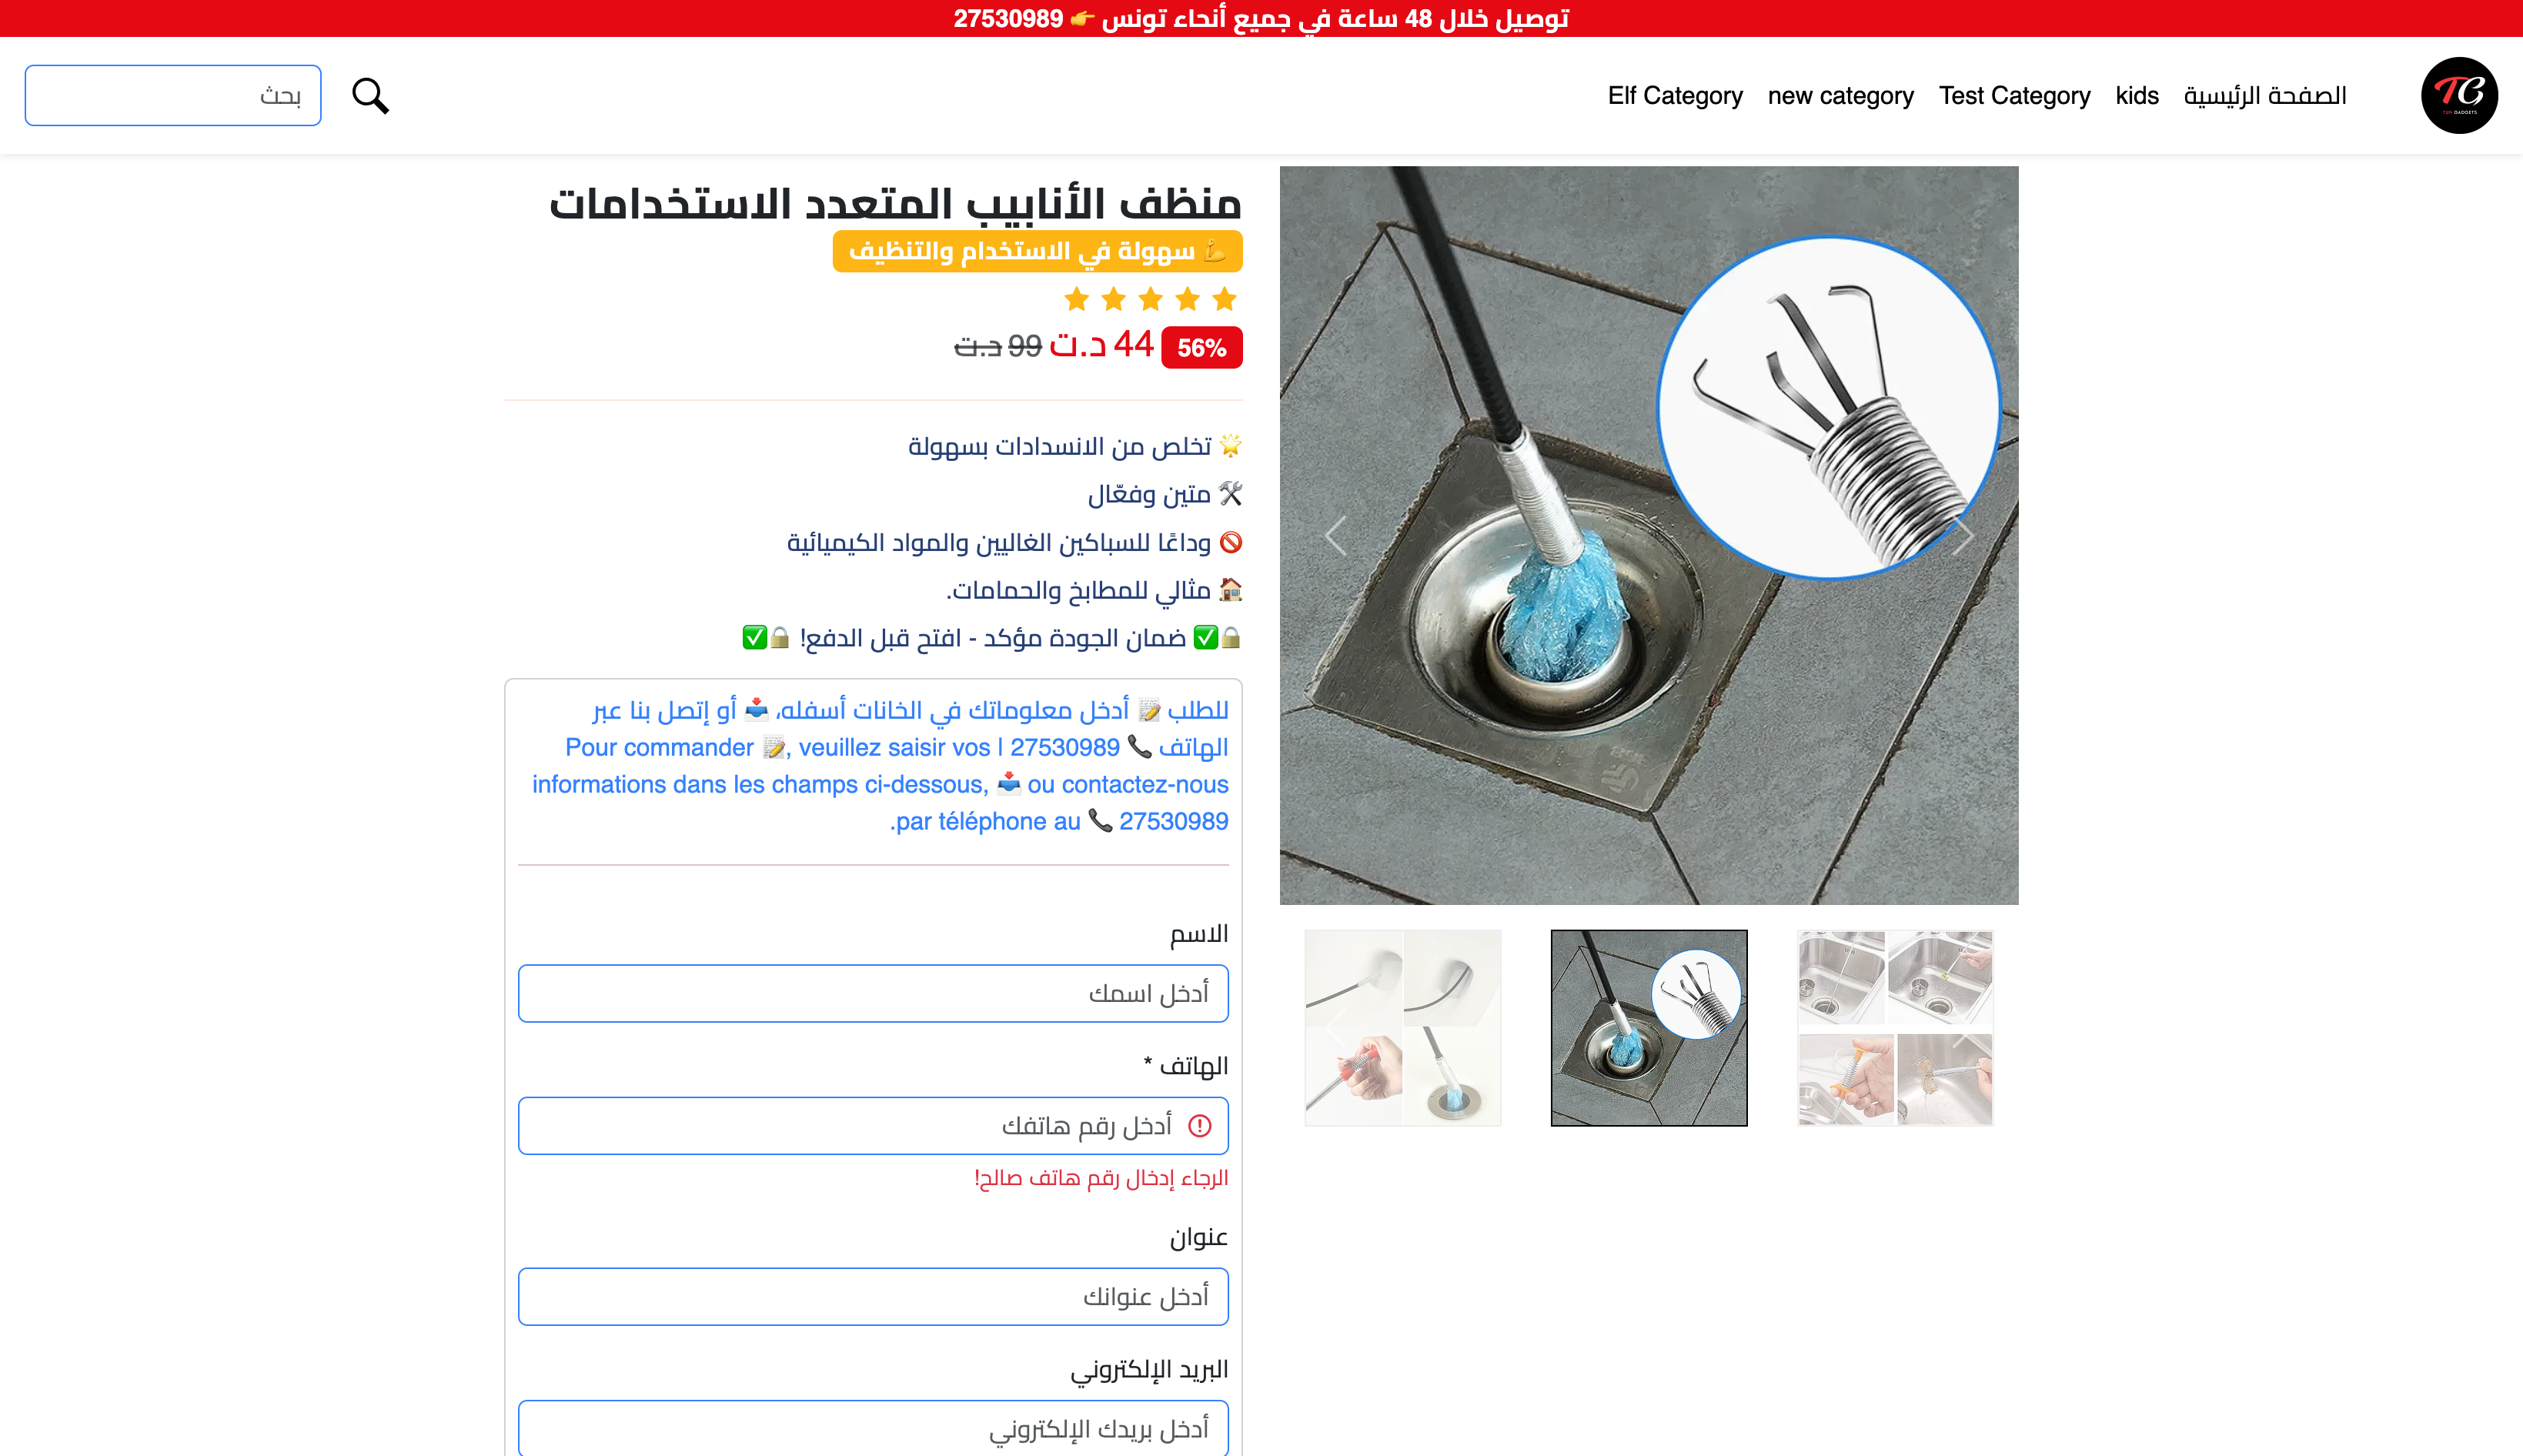 توصيل خلال 48 ساعة في جميع أنحاء تونس 👉 27530989
TG
TUN GADGETS
الصفحة الرئيسية
kids
Test Category
new category
Elf Category
بحث
منظف الأنابيب المتعدد الاستخدامات
💪 سهولة في الاستخدام والتنظيف
56% 44 د.ت 99 د.ت
🌟 تخلص من الانسدادات بسهولة
🛠️ متين وفعّال
🚫 وداعًا للسباكين الغاليين والمواد الكيميائية
🏠 مثالي للمطابخ والحمامات.
🔒✅ ضمان الجودة مؤكد - افتح قبل الدفع! 🔒✅
للطلب 📝 أدخل معلوماتك في الخانات أسفله، 📥 أو إتصل بنا عبر
الهاتف 📞 27530989 | Pour commander 📝, veuillez saisir vos
informations dans les champs ci-dessous, 📥 ou contactez-nous
par téléphone au 📞 27530989.
الاسم
أدخل اسمك
الهاتف *
أدخل رقم هاتفك
الرجاء إدخال رقم هاتف صالح!
عنوان
أدخل عنوانك
البريد الإلكتروني
أدخل بريدك الإلكتروني